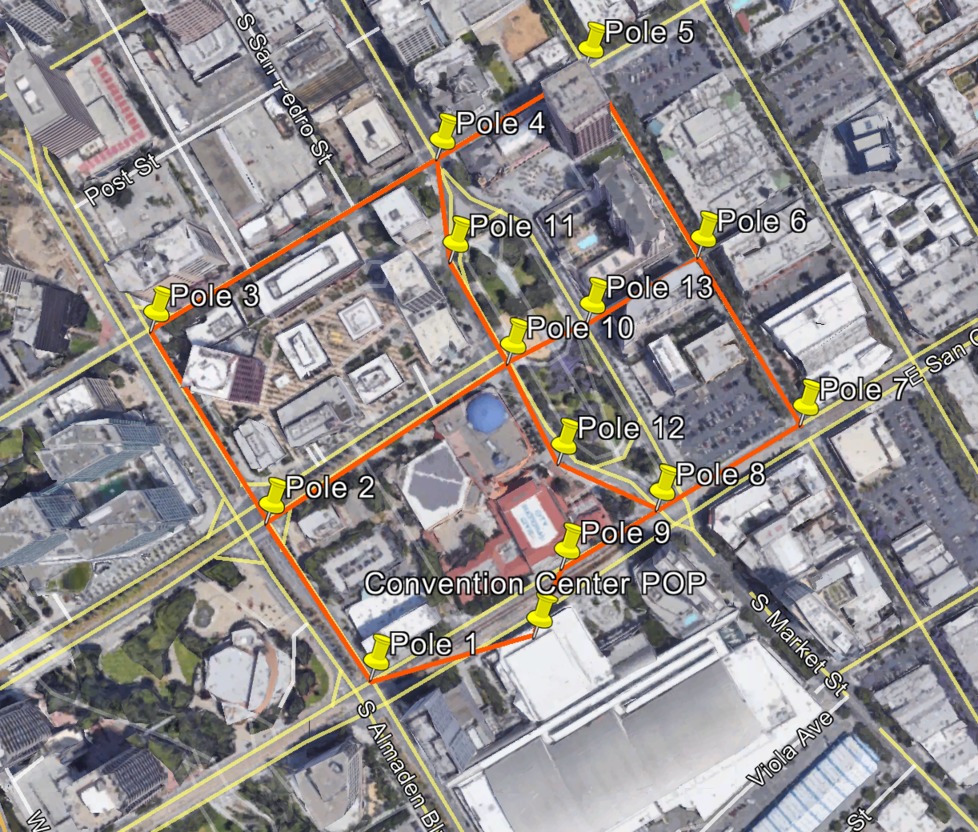 Pole 5
S San Pedro St
Pole 4
Post St
Pole 11
Pole 6
Pole 3
Pole 13
Pole 10
E San C
Pole 7
Pole 12
Pole 2
Pole 8
Pole 9
Convention Center POP
Pole 1
S Market St
S Almaden Bl
Viola Ave
W
St